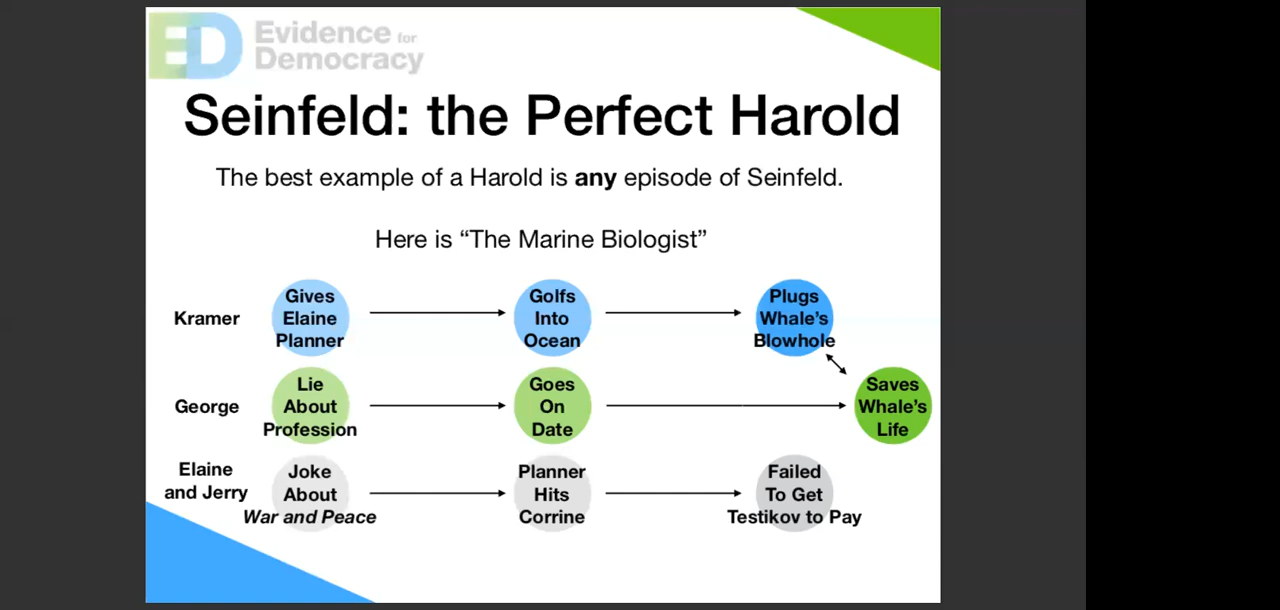 ED
Evidence for
Democracy
Seinfeld: the Perfect Harold
The best example of a Harold is any episode of Seinfeld.
Here is “The Marine Biologist”
Kramer
Gives
Elaine
Planner
Golfs
Into
Ocean
Plugs
Whale’s
Blowhole
George
Lie
About
Profession
Goes
On
Date
Saves
Whale’s
Life
Elaine
and Jerry
Joke
About
War and Peace
Planner
Hits
Corrine
Failed
To Get
Testikov to Pay